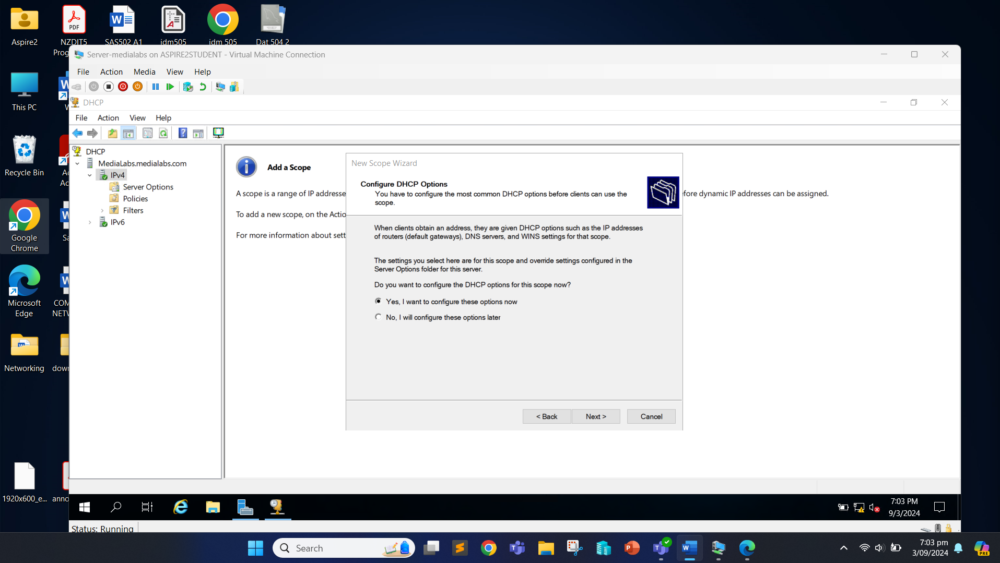 Aspire2
NZDIT5
Prog
SAS502 A1
idm505
idm 505
Dat 504 2
Server-medialabs on ASPIRE2STUDENT - Virtual Machine Connection
File Action Media View Help
DHCP
File Action View Help
This PC
Recycle Bin
Google
Chrome
Microsoft
Edge
COM
NETW
Networking
down
1920x600_e...
anno
DHCP
MediaLabs.medialabs.com
IPv4
Server Options
Policies
Filters
IPv6
Add a Scope
A scope is a range of IP addresse
fore dynamic IP addresses can be assigned.
To add a new scope, on the Actio
For more information about sett
New Scope Wizard
Configure DHCP Options
You have to configure the most common DHCP options before clients can use the
scope.
When clients obtain an address, they are given DHCP options such as the IP addresses
of routers (default gateways), DNS servers, and WINS settings for that scope.
The settings you select here are for this scope and override settings configured in the
Server Options folder for this server.
Do you want to configure the DHCP options for this scope now?
Yes, I want to configure these options now
No, I will configure these options later
< Back Next > Cancel
7:03 PM
9/3/2024
Status: Running
Search
7:03 pm
3/09/2024
PRE